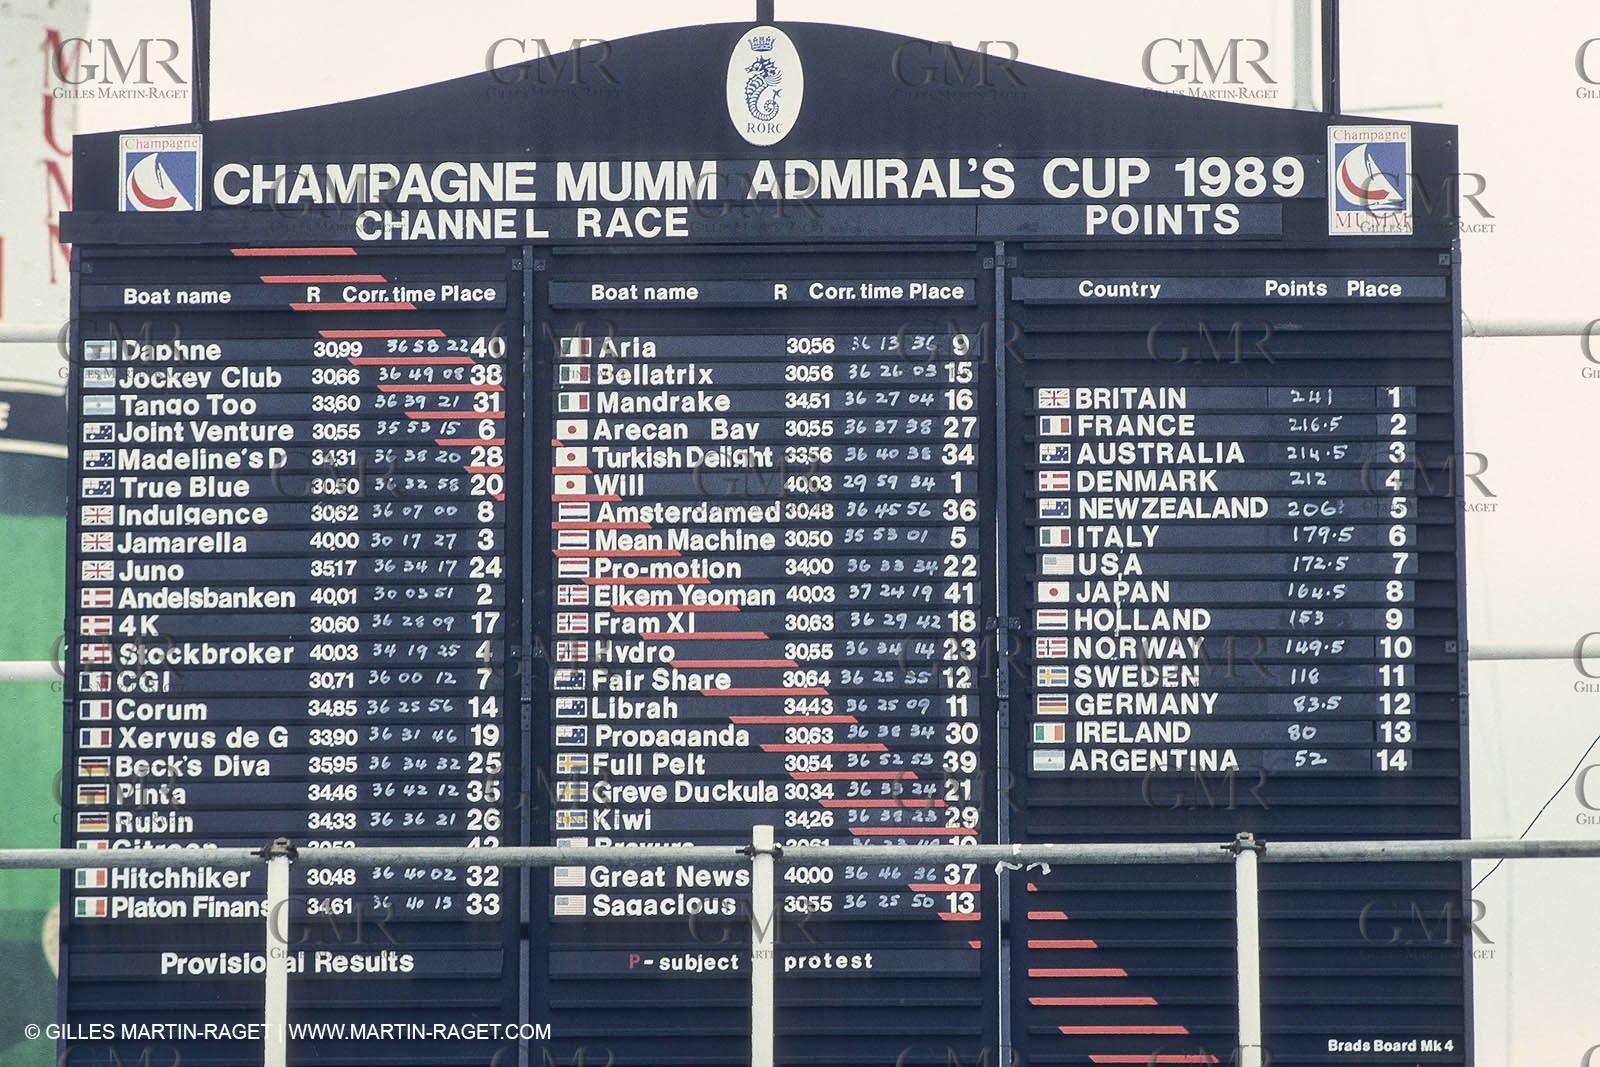 MUMM
Champagne
RORC
Champagne
MUMM
CHAMPAGNE MUMM ADMIRAL'S CUP 1989
CHANNEL RACE
POINTS
Boat name R Corr. time Place
Daphne 30,99 36 58 22 40
Jockey Club 30,66 36 49 08 38
Tango Too 33,60 36 39 21 31
Joint Venture 30,55 35 53 15 6
Madeline's D 34,31 36 38 20 28
True Blue 30,50 36 32 58 20
Indulgence 30,62 36 07 00 8
Jamarella 40,00 30 17 27 3
Juno 35,17 36 34 17 24
Andelsbanken 40,01 30 03 51 2
4K 30,60 36 28 09 17
Stockbroker 40,03 34 19 25 4
CGI 30,71 36 00 12 7
Corum 34,85 36 25 56 14
Xeryus de G 33,90 36 31 46 19
Beck's Diva 35,95 36 34 32 25
Pinta 34,46 36 42 12 35
Rubin 34,33 36 36 21 26
Citroen 42
Hitchhiker 30,48 36 40 02 32
Platon Finans 34,61 36 40 13 33
Provisional Results
Boat name R Corr. time Place
Aria 30,56 36 13 36 9
Bellatrix 30,56 36 26 03 15
Mandrake 34,51 36 27 04 16
Arecan Bay 30,55 36 37 38 27
Turkish Delight 33,56 36 40 38 34
Will 40,03 29 59 34 1
Amsterdamed 30,48 36 45 56 36
Mean Machine 30,50 35 53 01 5
Pro-motion 34,00 36 33 34 22
Elkem Yeoman 40,03 37 24 19 41
Fram XI 30,63 36 29 42 18
Hydro 30,55 36 34 14 23
Fair Share 30,64 36 25 35 12
Librah 34,43 36 25 09 11
Propaganda 30,63 36 38 34 30
Full Pelt 30,54 36 52 53 39
Greve Duckula 30,34 36 33 24 21
Kiwi 34,26 36 38 23 29
Bravura 10
Great News 40,00 36 46 36 37
Sagacious 30,55 36 25 50 13
P - subject protest
Country Points Place
BRITAIN 241 1
FRANCE 216.5 2
AUSTRALIA 214.5 3
DENMARK 212 4
NEW ZEALAND 206 5
ITALY 179.5 6
USA 172.5 7
JAPAN 164.5 8
HOLLAND 153 9
NORWAY 149.5 10
SWEDEN 118 11
GERMANY 83.5 12
IRELAND 80 13
ARGENTINA 52 14
Brads Board Mk 4
GMR
GILLES MARTIN-RAGET
© GILLES MARTIN-RAGET | WWW.MARTIN-RAGET.COM